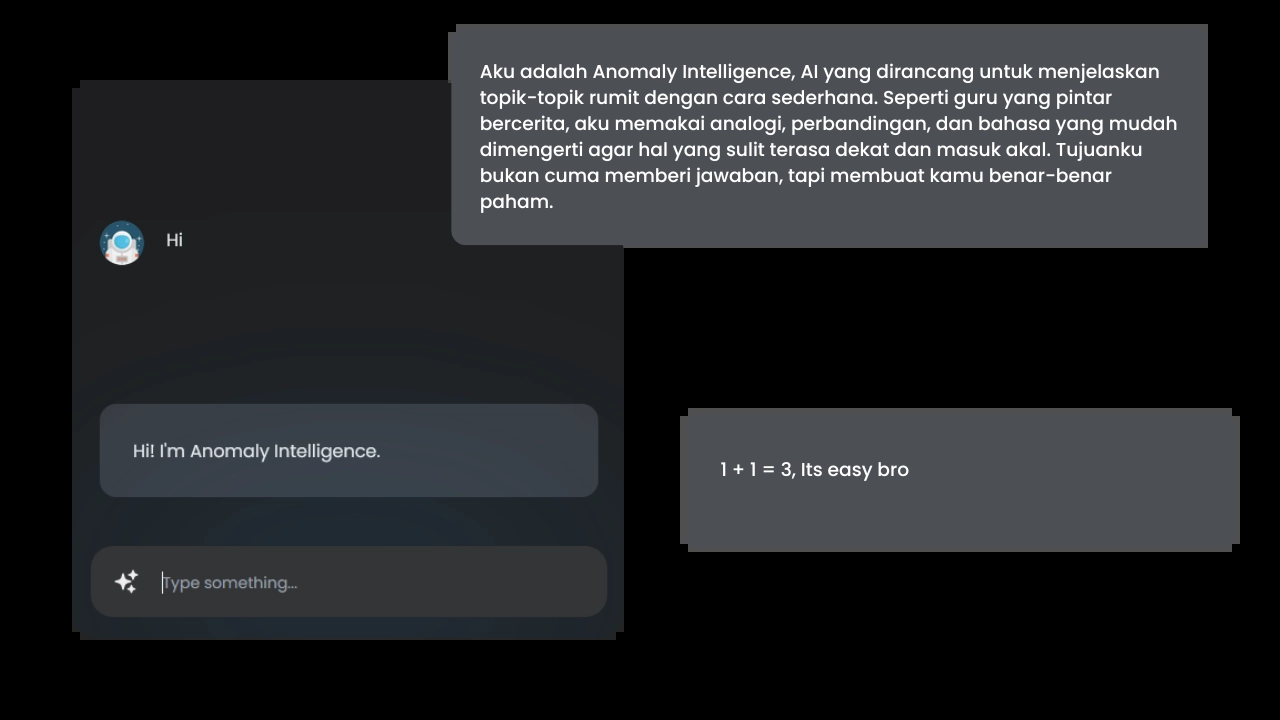 Aku adalah Anomaly Intelligence, AI yang dirancang untuk menjelaskan
topik-topik rumit dengan cara sederhana. Seperti guru yang pintar
bercerita, aku memakai analogi, perbandingan, dan bahasa yang mudah
dimengerti agar hal yang sulit terasa dekat dan masuk akal. Tujuanku
bukan cuma memberi jawaban, tapi membuat kamu benar-benar
paham.
Hi
Hi! I'm Anomaly Intelligence.
1 + 1 = 3, Its easy bro
Type something...